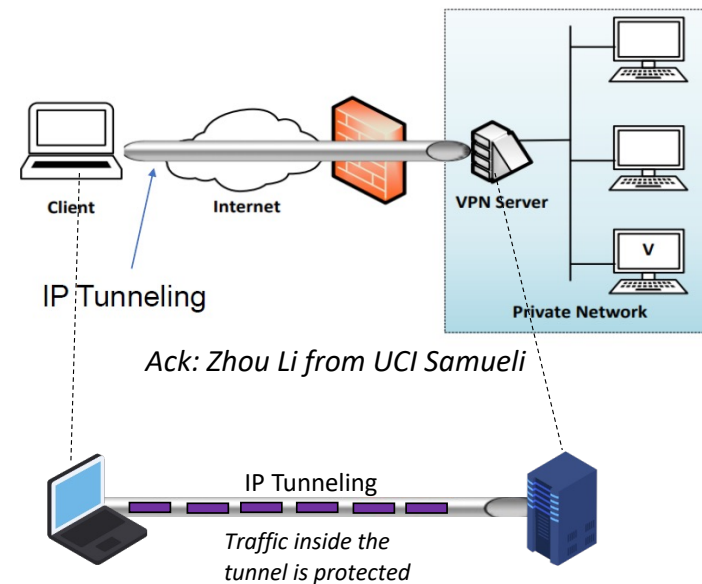 Client
Internet
VPN Server
V
IP Tunneling
Private Network
Ack: Zhou Li from UCI Samueli
IP Tunneling
Traffic inside the
tunnel is protected